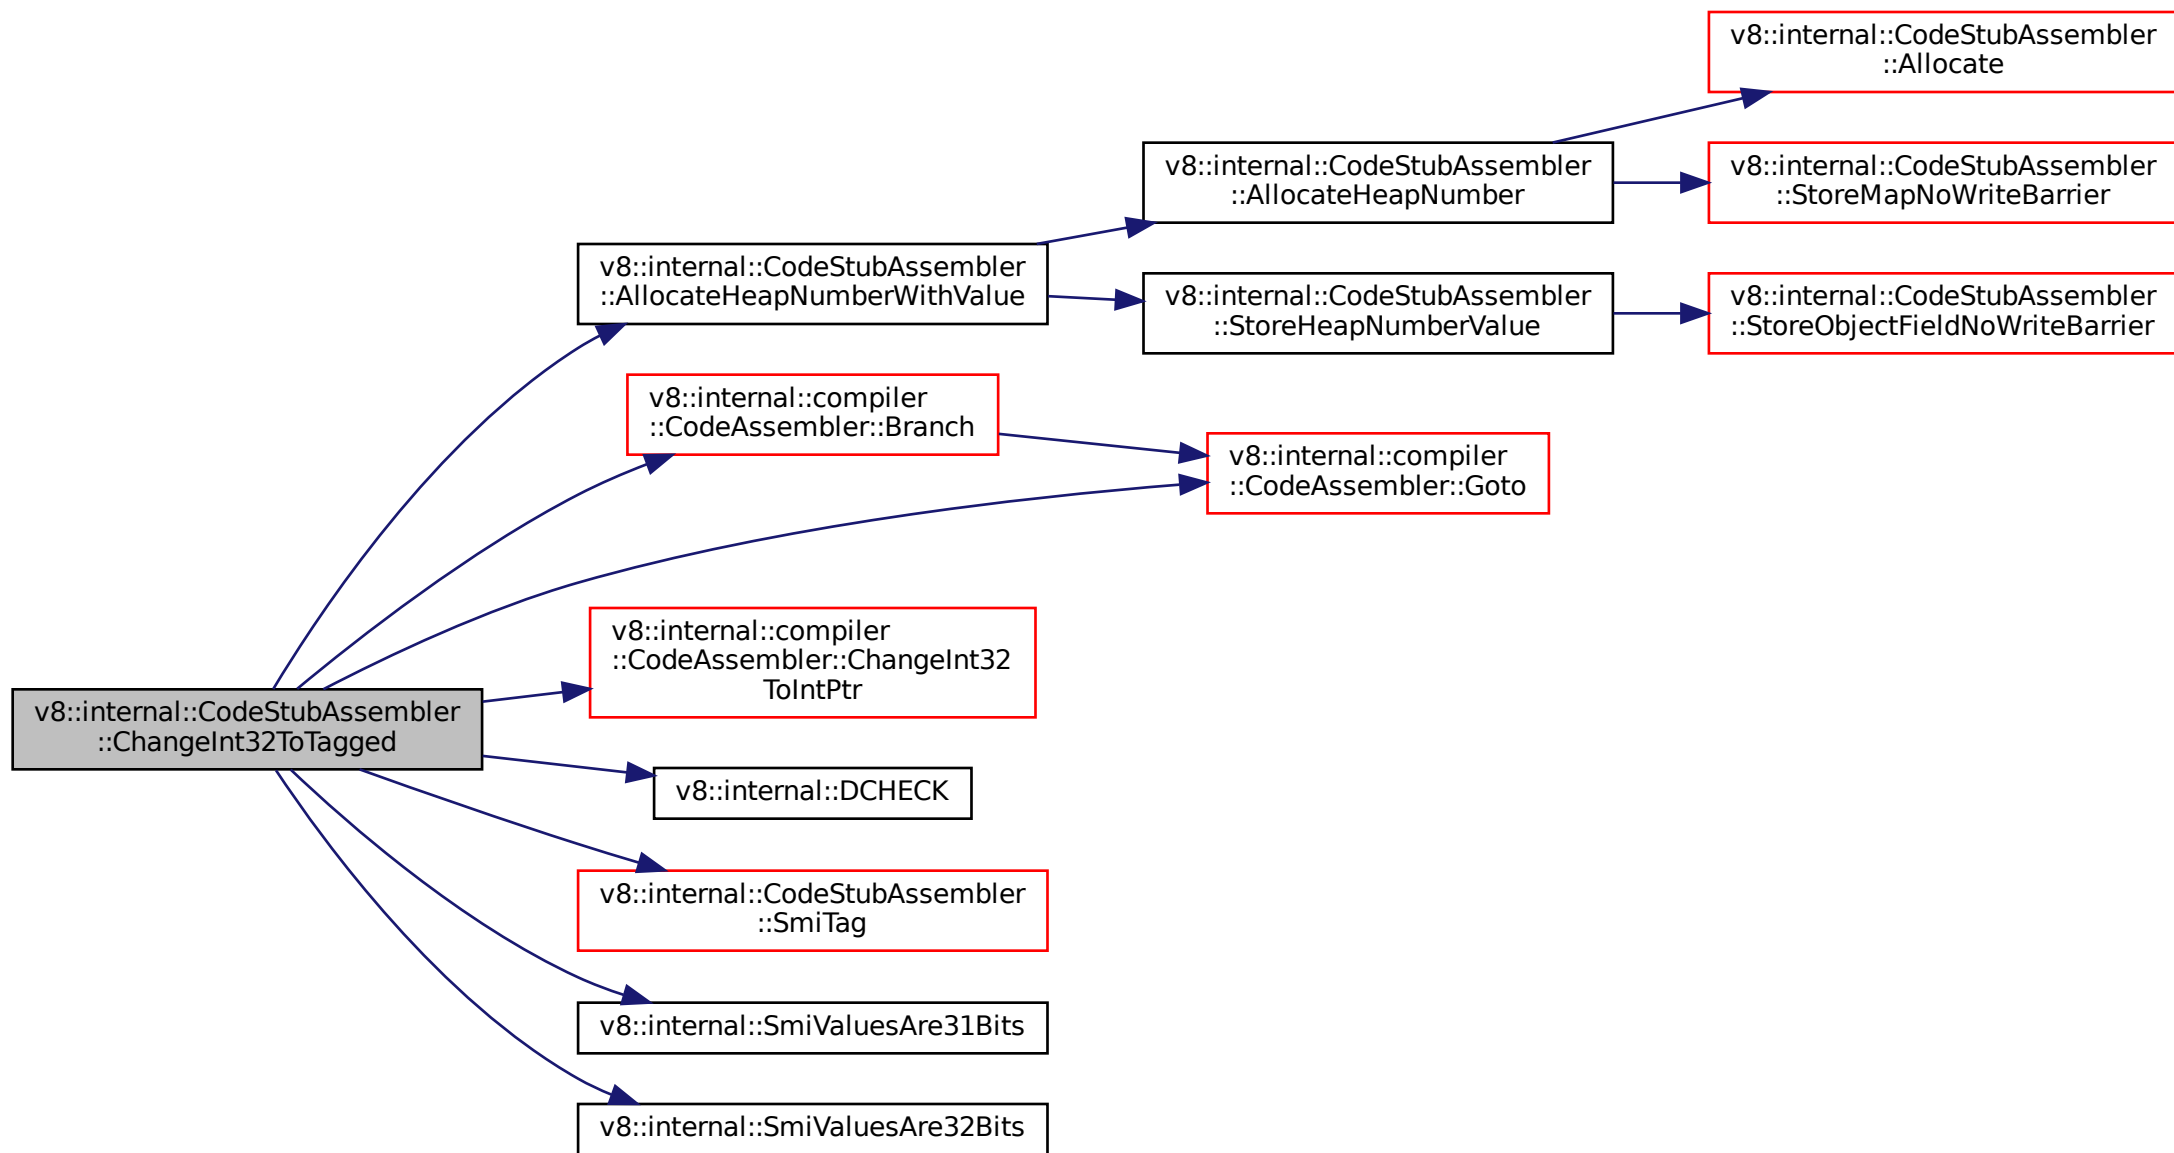 v8::internal::CodeStubAssembler
::Allocate
v8::internal::CodeStubAssembler
::AllocateHeapNumber
v8::internal::CodeStubAssembler
::StoreMapNoWriteBarrier
v8::internal::CodeStubAssembler
::AllocateHeapNumberWithValue
v8::internal::CodeStubAssembler
::StoreHeapNumberValue
v8::internal::CodeStubAssembler
::StoreObjectFieldNoWriteBarrier
v8::internal::compiler
::CodeAssembler::Branch
v8::internal::compiler
::CodeAssembler::Goto
v8::internal::compiler
::CodeAssembler::ChangeInt32
ToIntPtr
v8::internal::CodeStubAssembler
::ChangeInt32ToTagged
v8::internal::DCHECK
v8::internal::CodeStubAssembler
::SmiTag
v8::internal::SmiValuesAre31Bits
v8::internal::SmiValuesAre32Bits